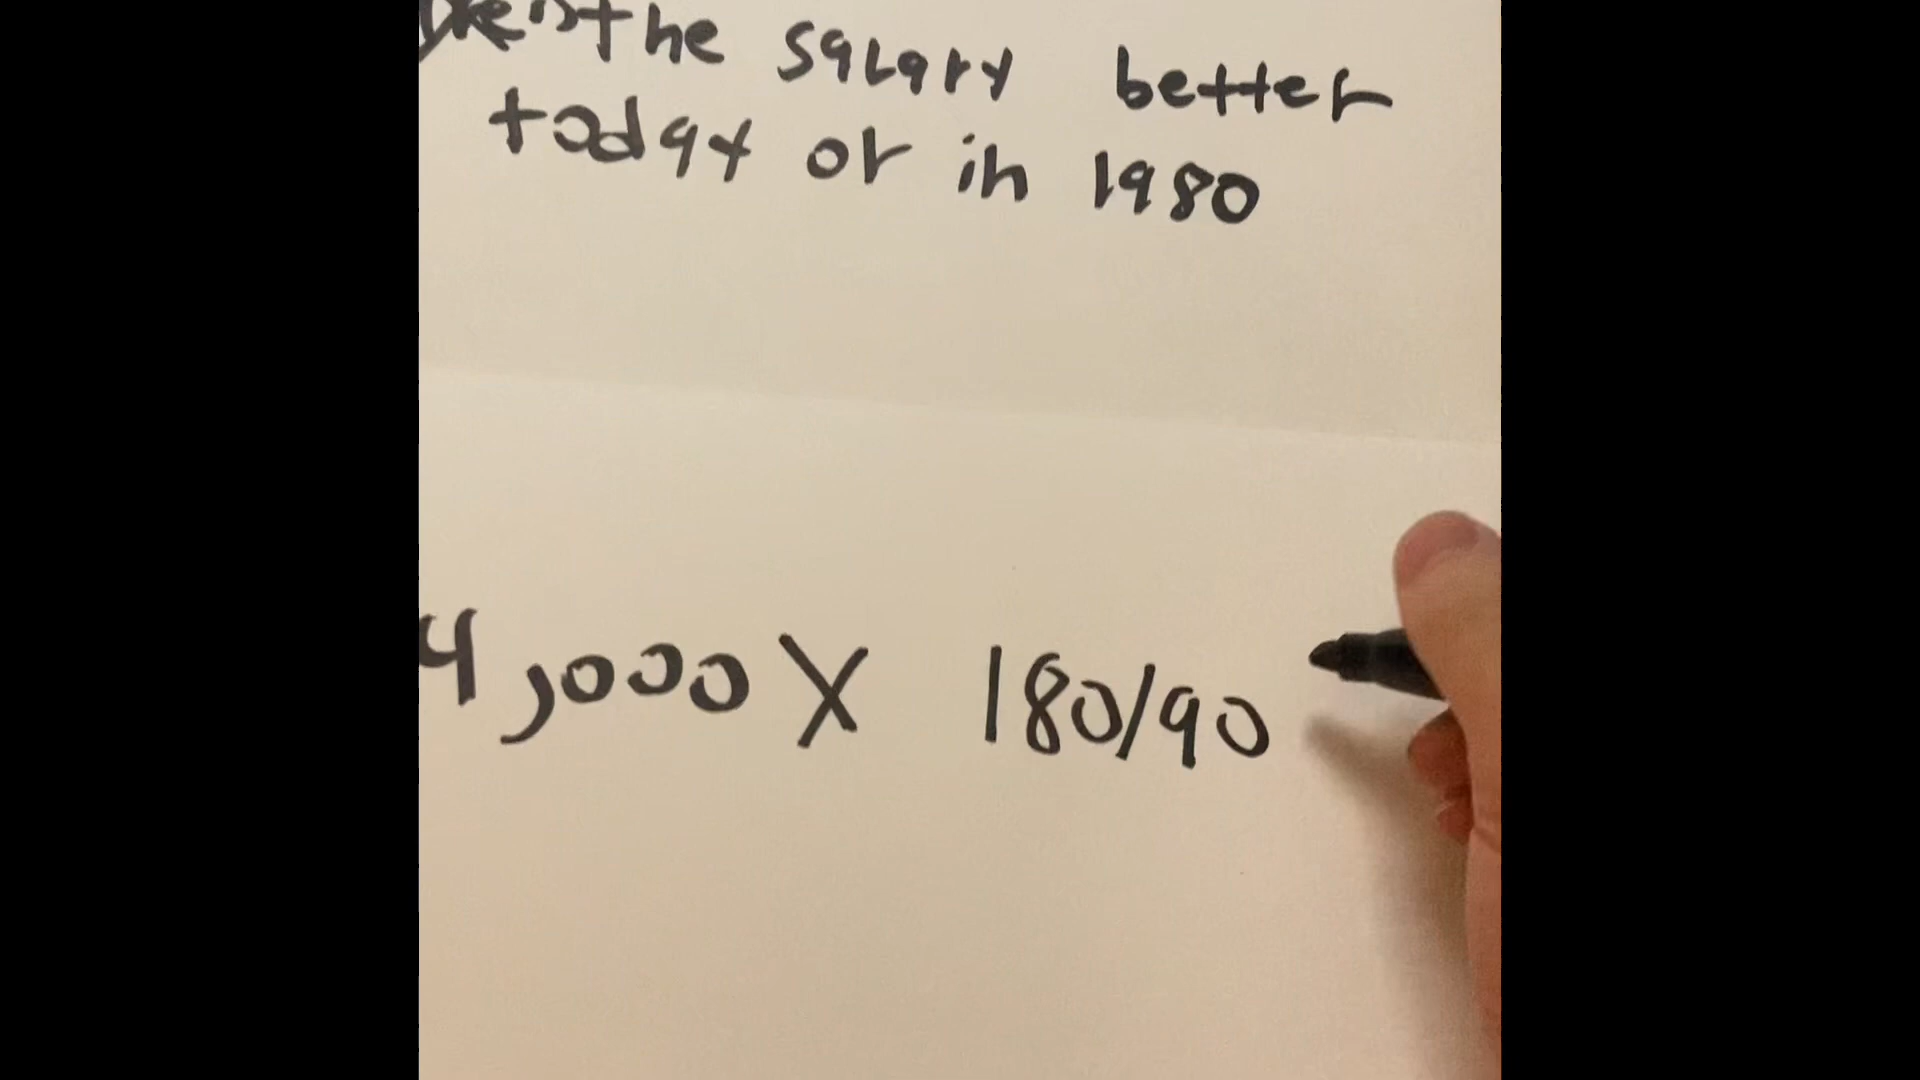 the salary better
today or in 1980
4,000 X 180/90